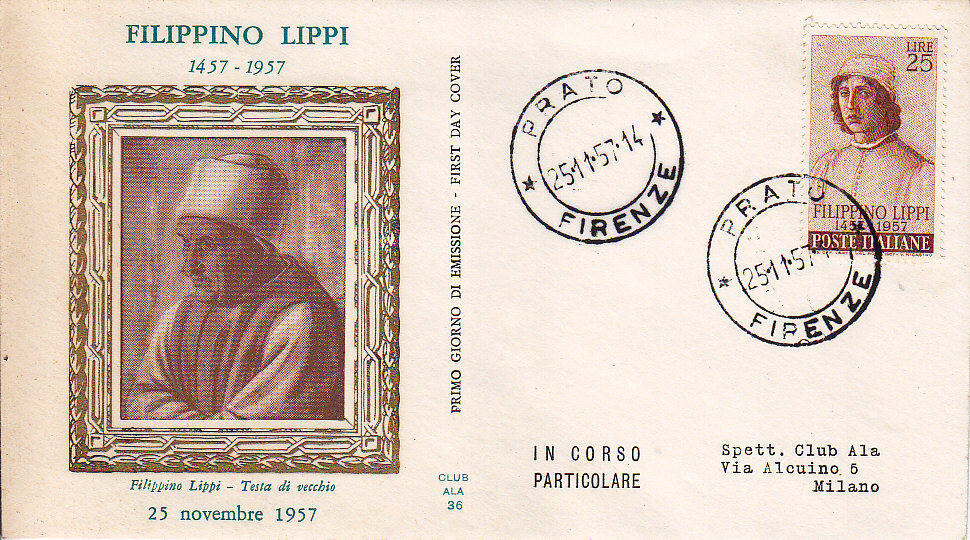 FILIPPINO LIPPI
1457 - 1957
Filippino Lippi - Testa di vecchio
25 novembre 1957
PRIMO GIORNO DI EMISSIONE - FIRST DAY COVER
CLUB
ALA
36
PRATO
25·11·57·14
FIRENZE
LIRE
25
FILIPPINO LIPPI
1457 1957
POSTE ITALIANE
PRATO
25·11·57
FIRENZE
IN CORSO
PARTICOLARE
Spett. Club Ala
Via Alcuino 5
Milano